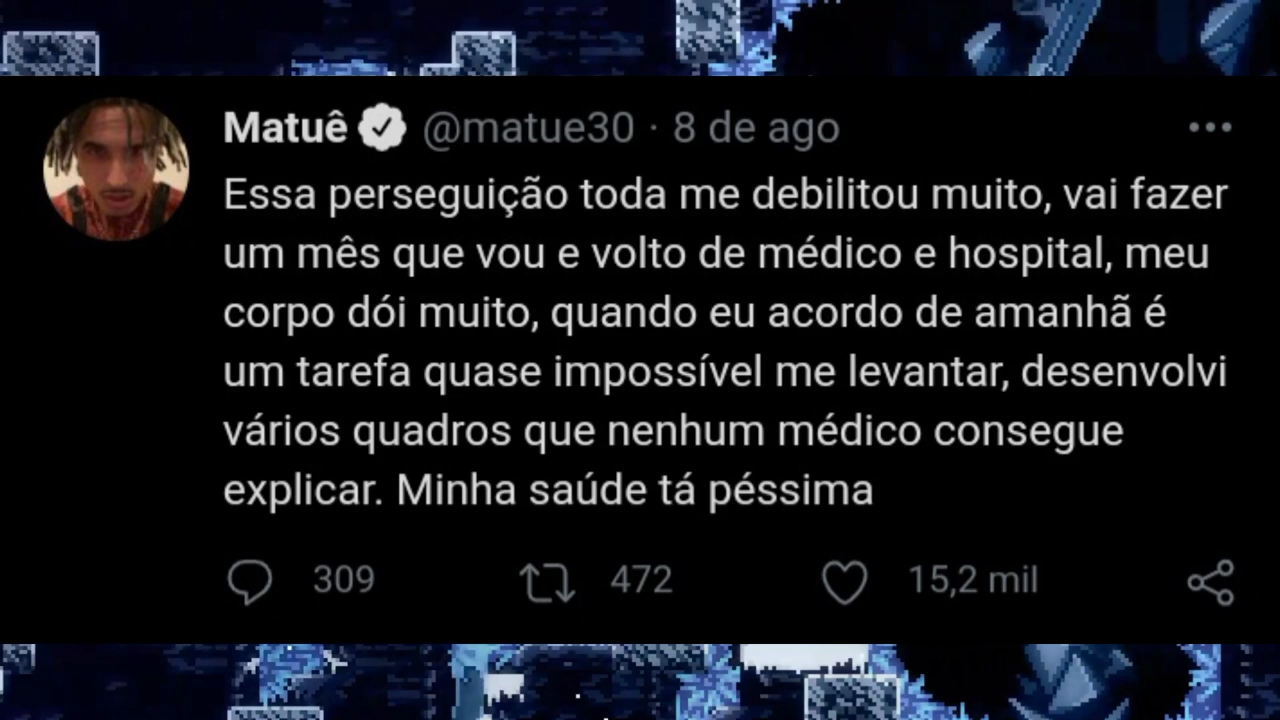 Matuê @matue30 · 8 de ago
Essa perseguição toda me debilitou muito, vai fazer
um mês que vou e volto de médico e hospital, meu
corpo dói muito, quando eu acordo de amanhã é
um tarefa quase impossível me levantar, desenvolvi
vários quadros que nenhum médico consegue
explicar. Minha saúde tá péssima
309 472 15,2 mil